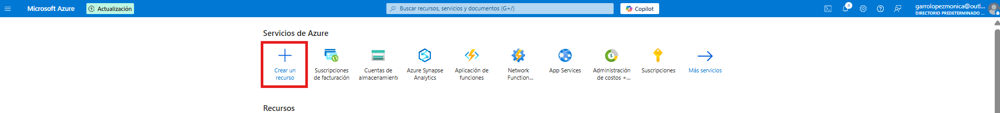 Microsoft Azure
Actualización
Buscar recursos, servicios y documentos (G+/)
Copilot
4
garrolopezmonica@outl...
DIRECTORIO PREDETERMINADO ...
Servicios de Azure
Crear un
recurso
Suscripciones
de facturación
Cuentas de
almacenamiento
Azure Synapse
Analytics
Aplicación de
funciones
Network
Function...
App Services
Administración
de costos +...
Suscripciones
Más servicios
Recursos